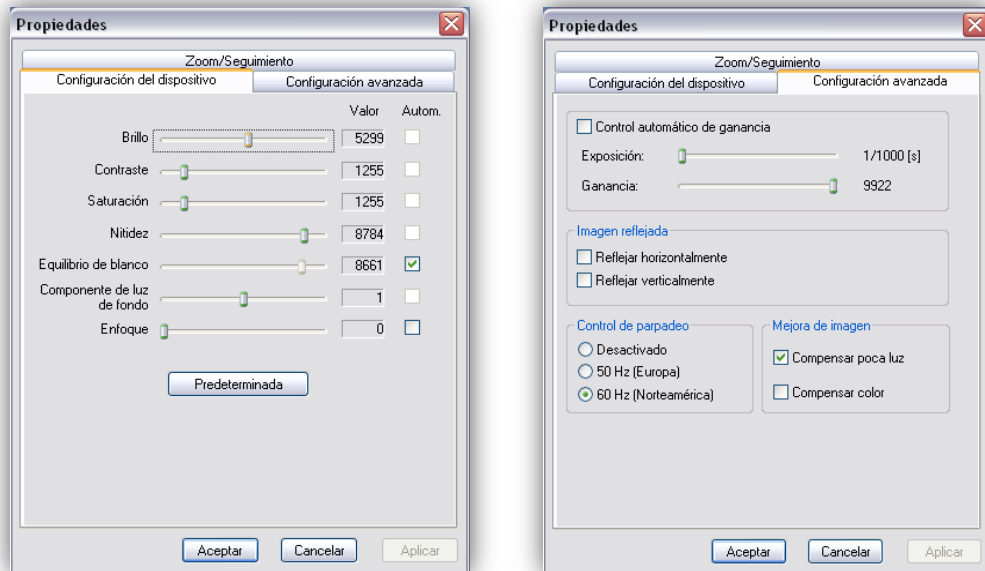 Propiedades
Zoom/Seguimiento
Configuración del dispositivo
Configuración avanzada
Valor Autom.
Brillo 5299
Contraste 1255
Saturación 1255
Nitidez 8784
Equilibrio de blanco 8661
Componente de luz
de fondo 1
Enfoque 0
Predeterminada
Aceptar Cancelar Aplicar
Propiedades
Zoom/Seguimiento
Configuración del dispositivo
Configuración avanzada
Control automático de ganancia
Exposición: 1/1000 [s]
Ganancia: 9922
Imagen reflejada
Reflejar horizontalmente
Reflejar verticalmente
Control de parpadeo
Desactivado
50 Hz (Europa)
60 Hz (Norteamérica)
Mejora de imagen
Compensar poca luz
Compensar color
Aceptar Cancelar Aplicar